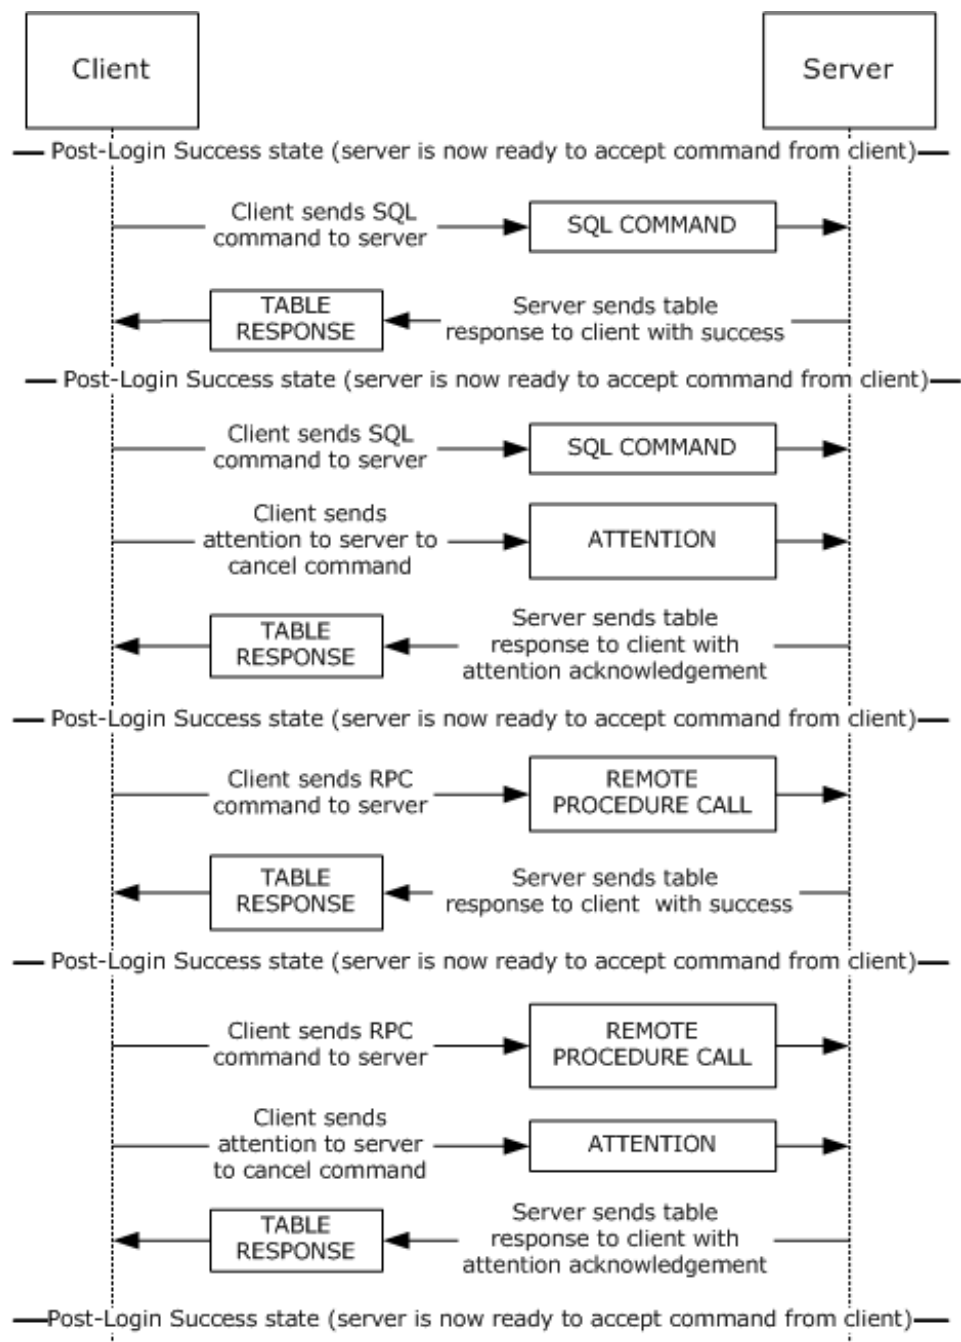 Client
Server
Post-Login Success state (server is now ready to accept command from client)
Client sends SQL
command to server
SQL COMMAND
TABLE
RESPONSE
Server sends table
response to client with success
Post-Login Success state (server is now ready to accept command from client)
Client sends SQL
command to server
SQL COMMAND
Client sends
attention to server to
cancel command
ATTENTION
TABLE
RESPONSE
Server sends table
response to client with
attention acknowledgement
Post-Login Success state (server is now ready to accept command from client)
Client sends RPC
command to server
REMOTE
PROCEDURE CALL
TABLE
RESPONSE
Server sends table
response to client with success
Post-Login Success state (server is now ready to accept command from client)
Client sends RPC
command to server
REMOTE
PROCEDURE CALL
Client sends
attention to server
to cancel command
ATTENTION
TABLE
RESPONSE
Server sends table
response to client with
attention acknowledgement
Post-Login Success state (server is now ready to accept command from client)